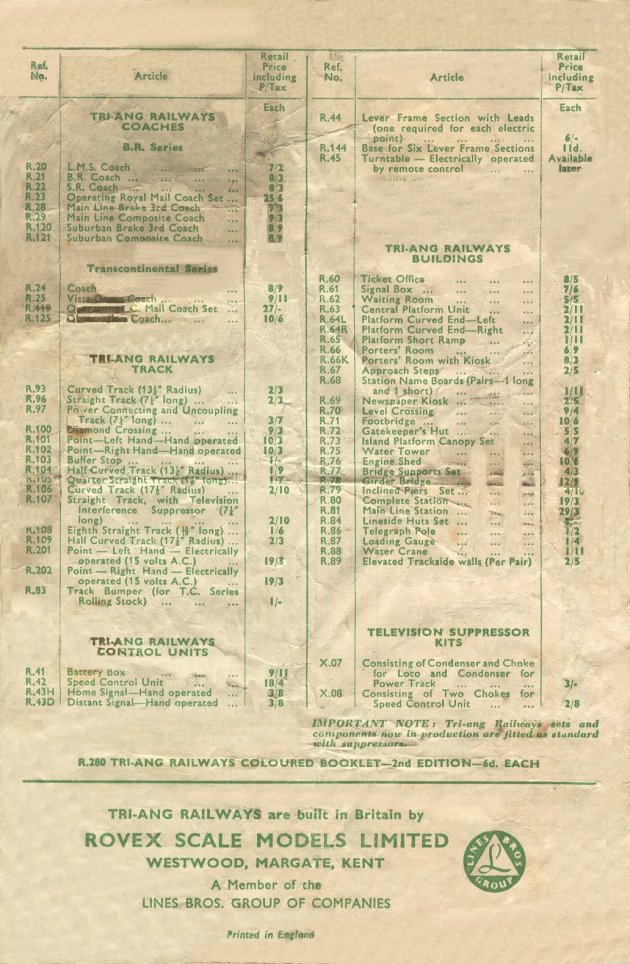 Ref. No. Article Retail Price including P/Tax
Each
TRI-ANG RAILWAYS
COACHES
B.R. Series
R.20 L.M.S. Coach ... ... ... 7/2
R.21 B.R. Coach ... ... ... 8/3
R.22 S.R. Coach ... ... ... 8/3
R.23 Operating Royal Mail Coach Set ... 25/6
R.28 Main Line Brake 3rd Coach ... 9/3
R.29 Main Line Composite Coach ... 9/3
R.120 Suburban Brake 3rd Coach ... 8/9
R.121 Suburban Composite Coach ... 8/9
Transcontinental Series
R.24 Coach ... ... ... 8/9
R.25 Vista Dome Coach ... ... ... 9/11
R.119 C. Mail Coach Set ... 27/-
R.125 Coach... ... 10/6
TRI-ANG RAILWAYS
TRACK
R.93 Curved Track (13½" Radius) ... 2/3
R.96 Straight Track (7½" long) ... ... 2/3
R.97 Power Connecting and Uncoupling
Track (7½" long) ... ... ... 3/7
R.100 Diamond Crossing ... ... ... 9/3
R.101 Point—Left Hand—Hand operated 10/3
R.102 Point—Right Hand—Hand operated 10/3
R.103 Buffer Stop ... ... ... 1/-
R.104 Half Curved Track (13½" Radius) ... 1/9
R.105 Quarter Straight Track long) ... 1/7
R.106 Curved Track (17½" Radius) ... 2/10
R.107 Straight Track, with Television
Interference Suppressor (7½"
long) ... ... ... ... 2/10
R.108 Eighth Straight Track long) ... 1/6
R.109 Half Curved Track (17½" Radius) 2/3
R.201 Point — Left Hand — Electrically
operated (15 volts A.C.) ... ... 19/3
R.202 Point — Right Hand — Electrically
operated (15 volts A.C.) ... ... 19/3
R.83 Track Bumper (for T.C. Series
Rolling Stock) ... ... ... 1/-
TRI-ANG RAILWAYS
CONTROL UNITS
R.41 Battery Box ... ... ... 9/11
R.42 Speed Control Unit ... ... 18/4
R.43H Home Signal—Hand operated ... 3/8
R.43D Distant Signal—Hand operated ... 3/8
Ref. No. Article Retail Price including P/Tax
Each
R.44 Lever Frame Section with Leads
(one required for each electric
point) ... ... ... ... 6/-
R.144 Base for Six Lever Frame Sections 11d.
R.45 Turntable — Electrically operated Available
by remote control ... ... ... later
TRI-ANG RAILWAYS
BUILDINGS
R.60 Ticket Office ... ... ... 8/5
R.61 Signal Box ... ... ... ... 7/6
R.62 Waiting Room ... ... ... 5/5
R.63 Central Platform Unit ... ... 2/11
R.64L Platform Curved End—Left ... 2/11
R.64R Platform Curved End—Right ... 2/11
R.65 Platform Short Ramp ... ... 1/11
R.66 Porters' Room ... ... ... 6/9
R.66K Porters' Room with Kiosk ... ... 8/3
R.67 Approach Steps ... ... ... 2/5
R.68 Station Name Boards (Pairs—1 long
and 1 short) ... ... ... ... 1/11
R.69 Newspaper Kiosk ... ... ... 2/5
R.70 Level Crossing ... ... ... 9/4
R.71 Footbridge ... ... ... ... 10/6
R.72 Gatekeeper's Hut ... ... ... 5/5
R.73 Island Platform Canopy Set ... 4/7
R.75 Water Tower ... ... ... 6/9
R.76 Engine Shed ... ... ... 10/6
R.77 Bridge Supports Set ... ... 4/3
R.78 Girder Bridge ... ... ... 12/9
R.79 Inclined Piers Set ... ... ... 4/10
R.80 Complete Station ... ... ... 19/3
R.81 Main Line Station ... ... ... 29/3
R.84 Lineside Huts Set ... ... ...
R.86 Telegraph Pole ... ... ... 1/2
R.87 Loading Gauge ... ... ... 1/4
R.88 Water Crane ... ... ... 1/11
R.89 Elevated Trackside walls (Per Pair) 2/5
TELEVISION SUPPRESSOR
KITS
X.07 Consisting of Condenser and Choke
for Loco and Condenser for
Power Track ... ... ... 3/-
X.08 Consisting of Two Chokes for
Speed Control Unit ... ... 2/8
IMPORTANT NOTE : Tri-ang Railways sets and
components now in production are fitted as standard
with suppressors.
R.280 TRI-ANG RAILWAYS COLOURED BOOKLET—2nd EDITION—6d. EACH
TRI-ANG RAILWAYS are built in Britain by
ROVEX SCALE MODELS LIMITED
WESTWOOD, MARGATE, KENT
A Member of the
LINES BROS. GROUP OF COMPANIES
LINES BROS GROUP
L
Printed in England